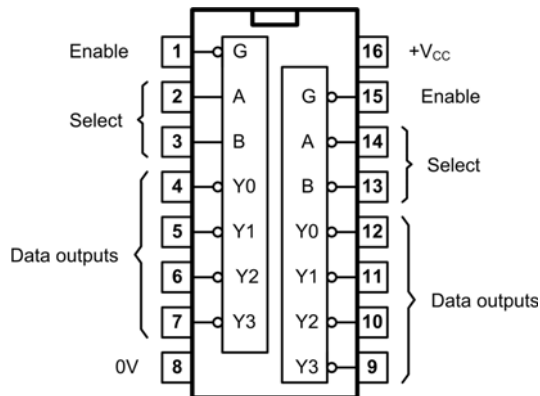 Enable 1 G 16 +VCC
2 A G 15 Enable
Select
3 B A 14
Select
4 Y0 B 13
5 Y1 Y0 12
Data outputs
6 Y2 Y1 11
Data outputs
7 Y3 Y2 10
0V 8 Y3 9